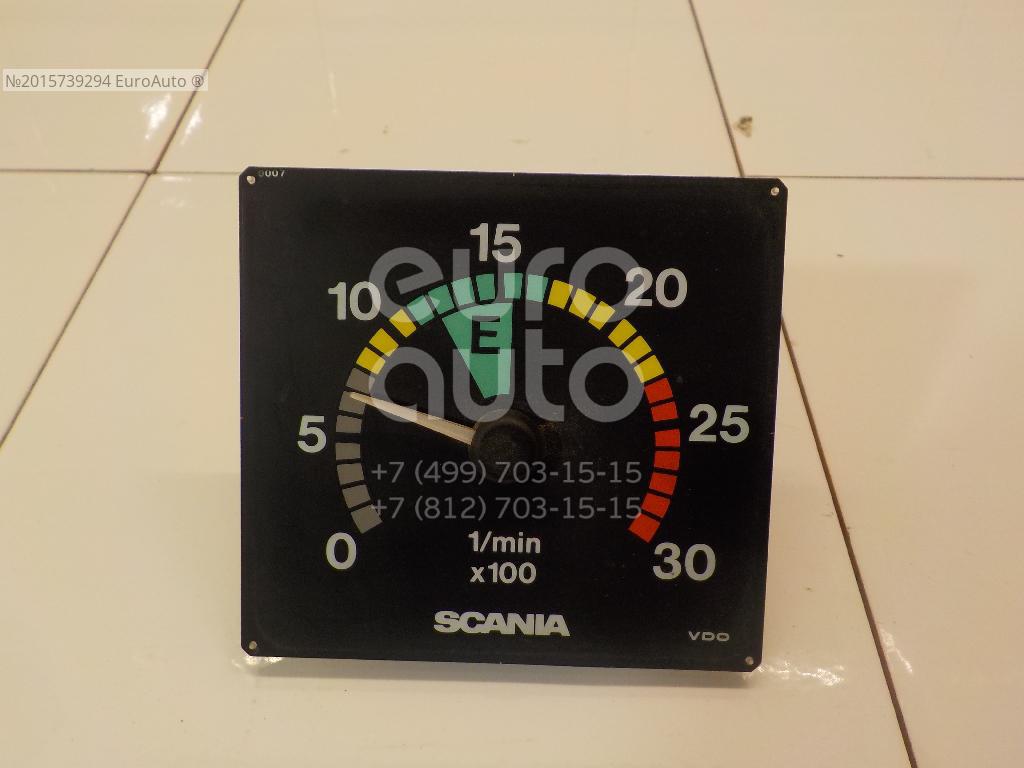 №2015739294 EuroAuto ®
0007
15
10
20
euro
E
auto
5
25
+7 (499) 703-15-15
+7 (812) 703-15-15
0
1/min
30
x100
SCANIA
VDO